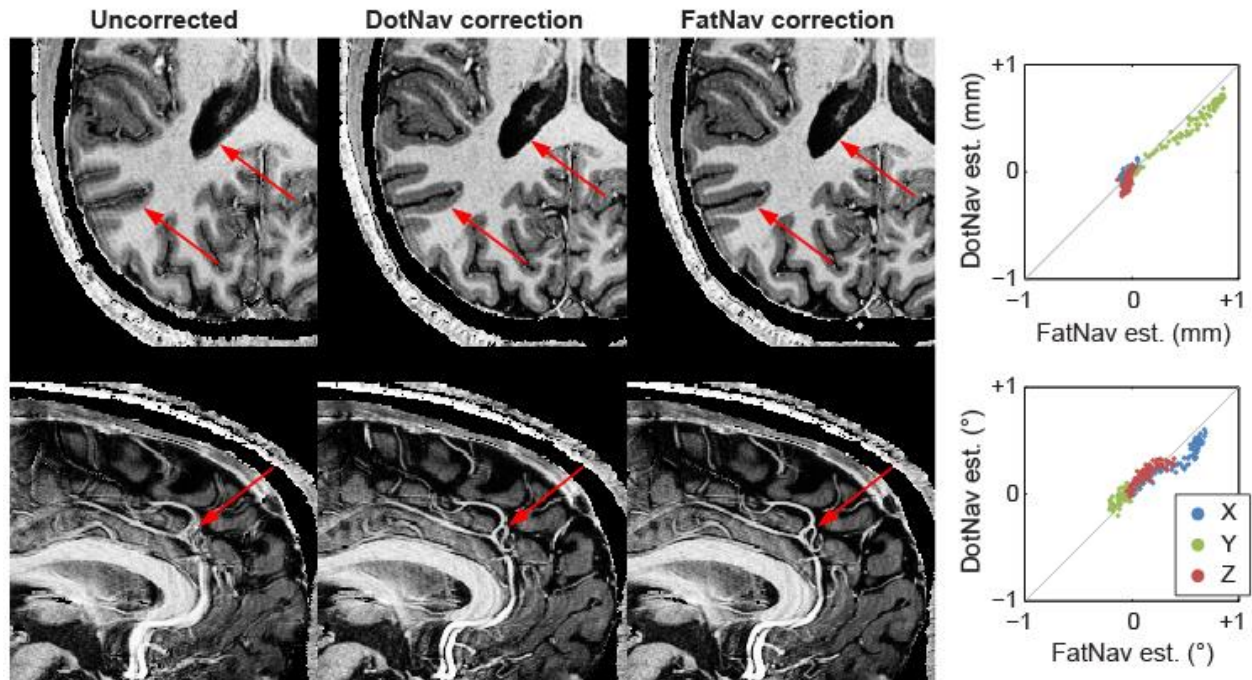 Uncorrected
DotNav correction
FatNav correction
+1
DotNav est. (mm)
0
−1
−1
0
+1
FatNav est. (mm)
+1
DotNav est. (°)
0
−1
X
Y
Z
−1
0
+1
FatNav est. (°)